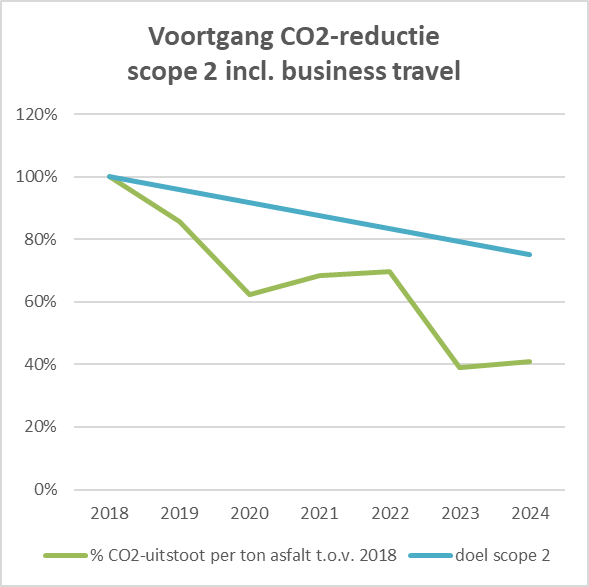 Voortgang CO2-reductie
scope 2 incl. business travel
120%
100%
80%
60%
40%
20%
0%
2018 2019 2020 2021 2022 2023 2024
% CO2-uitstoot per ton asfalt t.o.v. 2018 doel scope 2